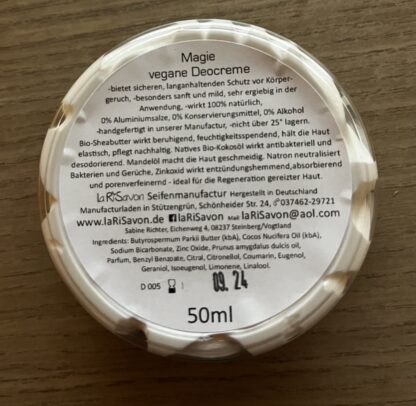 Magie
vegane Deocreme
-bietet sicheren, langanhaltenden Schutz vor Körper-
geruch, -besonders sanft und mild, sehr ergiebig in der
Anwendung, -wirkt 100% natürlich,
0% Aluminiumsalze, 0% Konservierungsmittel, 0% Alkohol
-handgefertigt in unserer Manufactur, -nicht über 25° lagern.
Bio-Sheabutter wirkt beruhigend, feuchtigkeitsspendend, hält die Haut
elastisch, pflegt nachhaltig. Natives Bio-Kokosöl wirkt antibakteriell und
desodorierend. Mandelöl macht die Haut geschmeidig. Natron neutralisiert
Bakterien und Gerüche, Zinkoxid wirkt entzündungshemmend,absorbierend
und porenverfeinernd - ideal für die Regeneration gereizter Haut.
laRiSavon Seifenmanufactur Hergestellt in Deutschland
Manufacturladen in Stützengrün, Schönheider Str. 24, ✆037462-29721
www.laRiSavon.de laRiSavon Mail laRiSavon@aol.com
Sabine Richter, Eichenweg 4, 08237 Steinberg/Vogtland
Ingredients: Butyrospermum Parkii Butter (kbA), Cocos Nucifera Oil (kbA),
Sodium Bicarbonate, Zinc Oxide, Prunus amygdalus dulcis oil,
Parfum, Benzyl Benzoate, Citral, Citronellol, Coumarin, Eugenol,
Geraniol, Isoeugenol, Limonene, Linalool.
D 005 09. 24
50ml